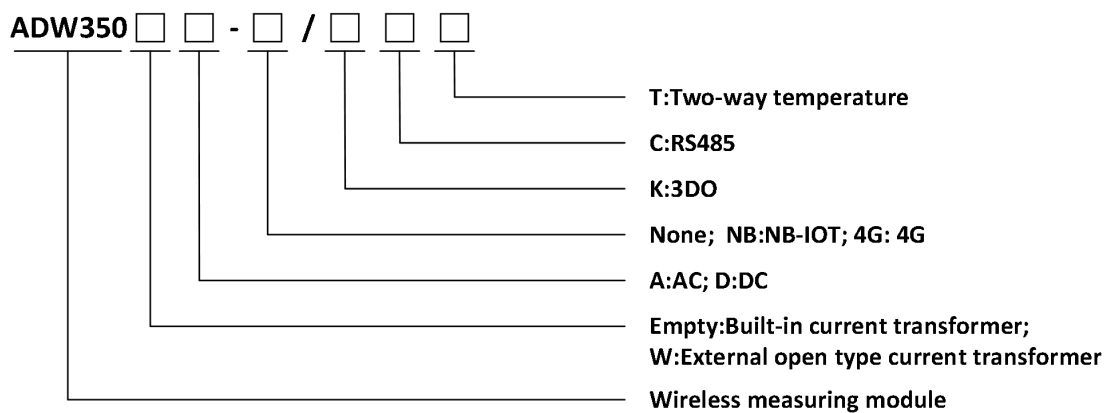 ADW350□□-□/□□□
T:Two-way temperature
C:RS485
K:3DO
None; NB:NB-IOT; 4G: 4G
A:AC; D:DC
Empty:Built-in current transformer;
W:External open type current transformer
Wireless measuring module